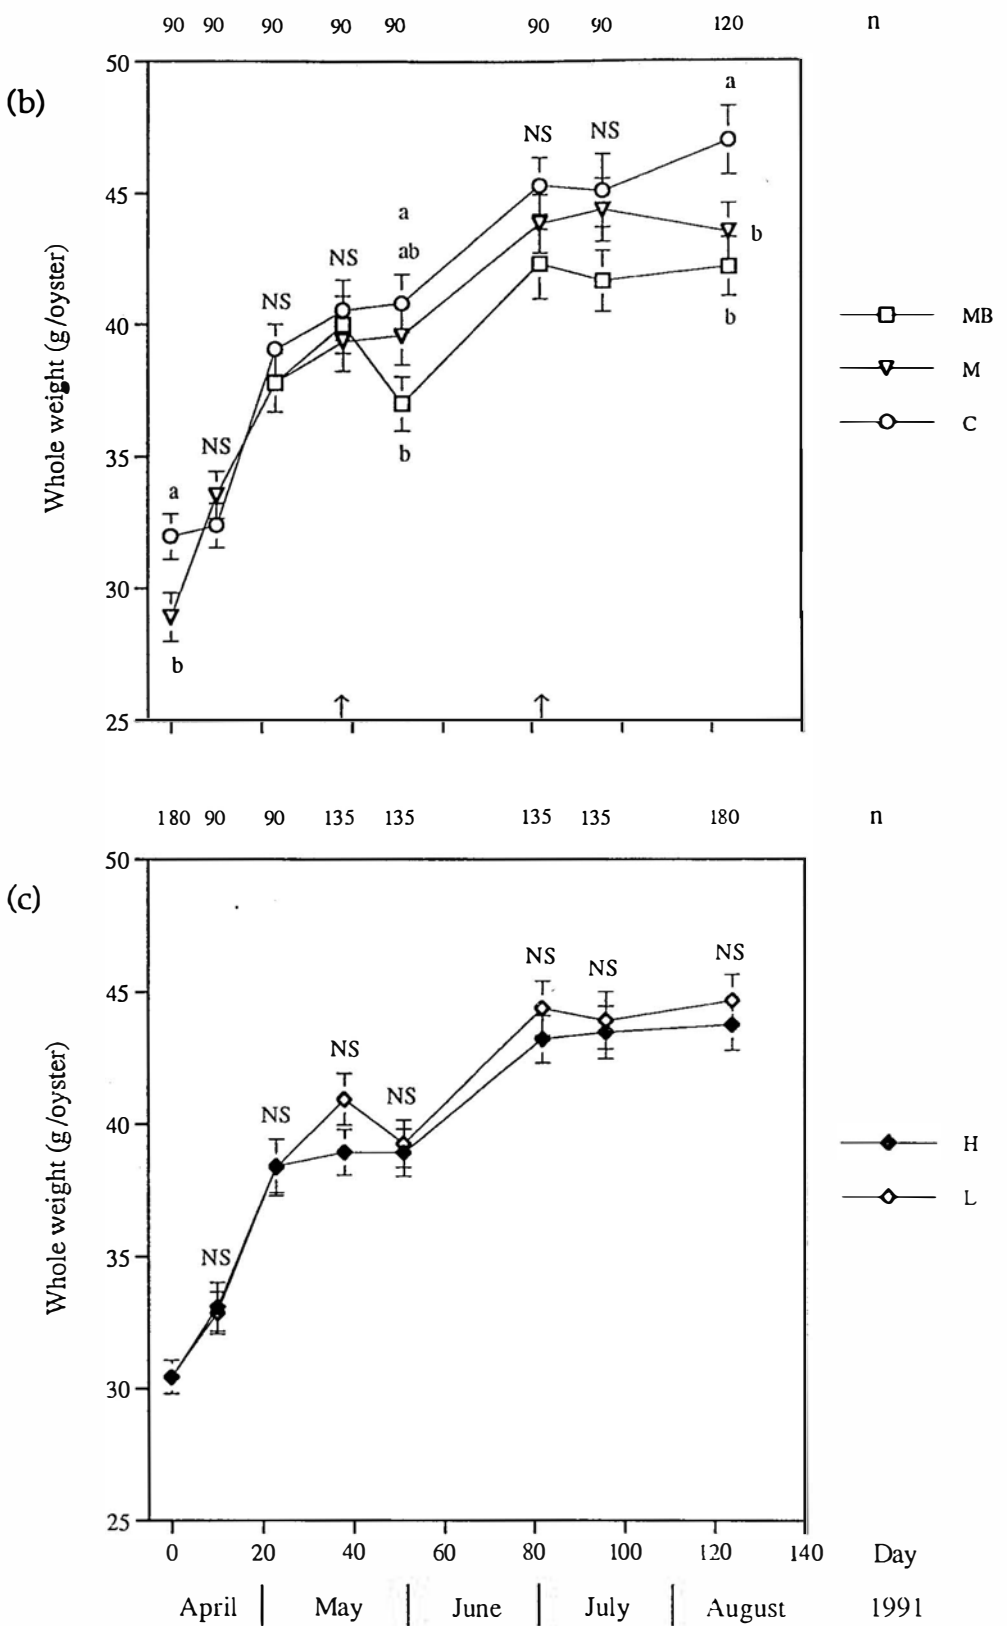 90 90 90 90 90 90 90 120 n
(b)
50
a
NS NS
45
a
b
ab
NS
NS
40
b
MB
M
C
Whole weight (g/oyster)
NS
b
35
a
30
b
25
180 90 90 135 135 135 135 180 n
50
(c)
NS NS NS
45
NS
NS
NS
40
H
L
Whole weight (g/oyster)
NS
35
30
25
0 20 40 60 80 100 120 140 Day
April May June July August 1991